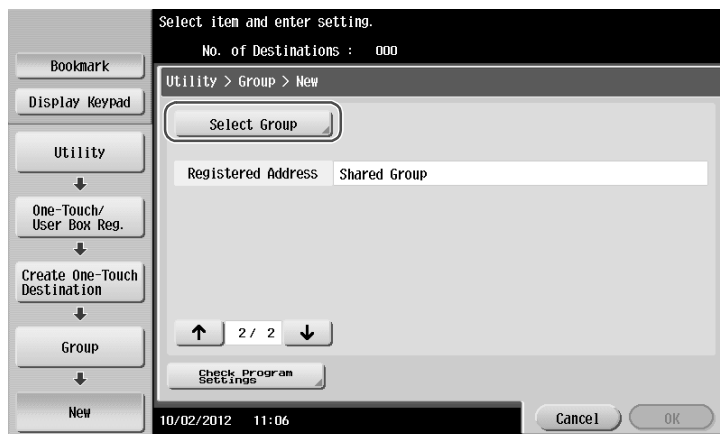 Select item and enter setting.
No. of Destinations : 000
Bookmark
Display Keypad
Utility
One-Touch/
User Box Reg.
Create One-Touch
Destination
Group
New
Utility > Group > New
Select Group
Registered Address Shared Group
↑ 2/ 2 ↓
Check Program
Settings
10/02/2012 11:06
Cancel OK